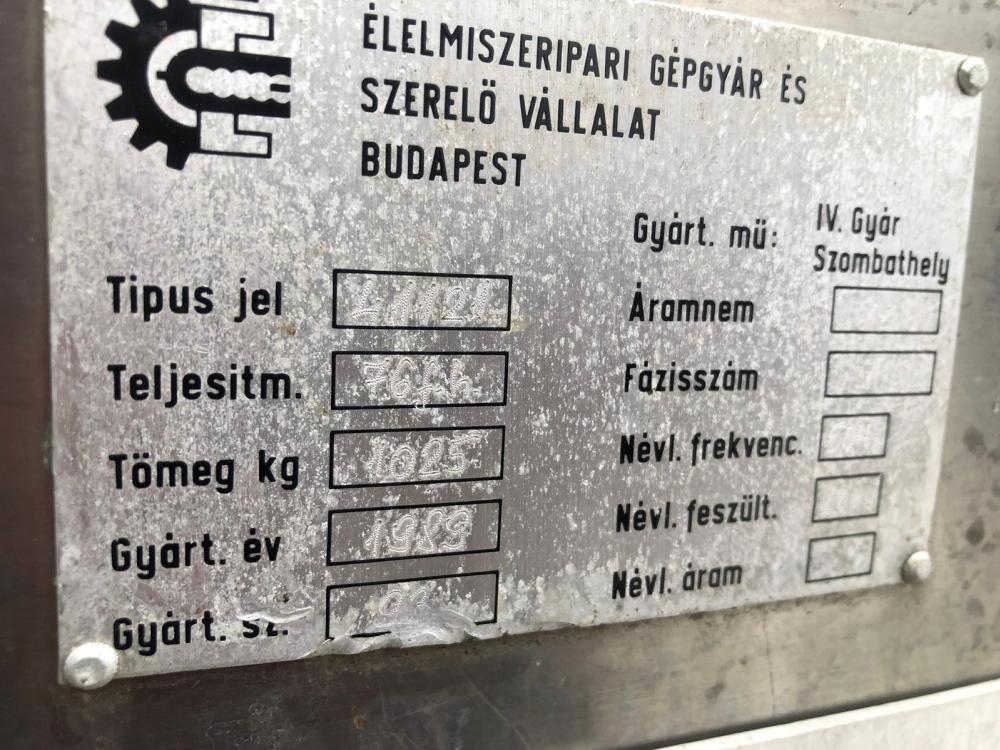 ÉLELMISZERIPARI GÉPGYÁR ÉS
SZERELŐ VÁLLALAT
BUDAPEST
Gyárt. mü: IV. Gyár
Szombathely
Tipus jel
Teljesitm.
Tömeg kg 1025
Gyárt. év 1989
Gyárt. sz.
Áramnem
Fázisszám
Névl. frekvenc.
Névl. feszült.
Névl. áram